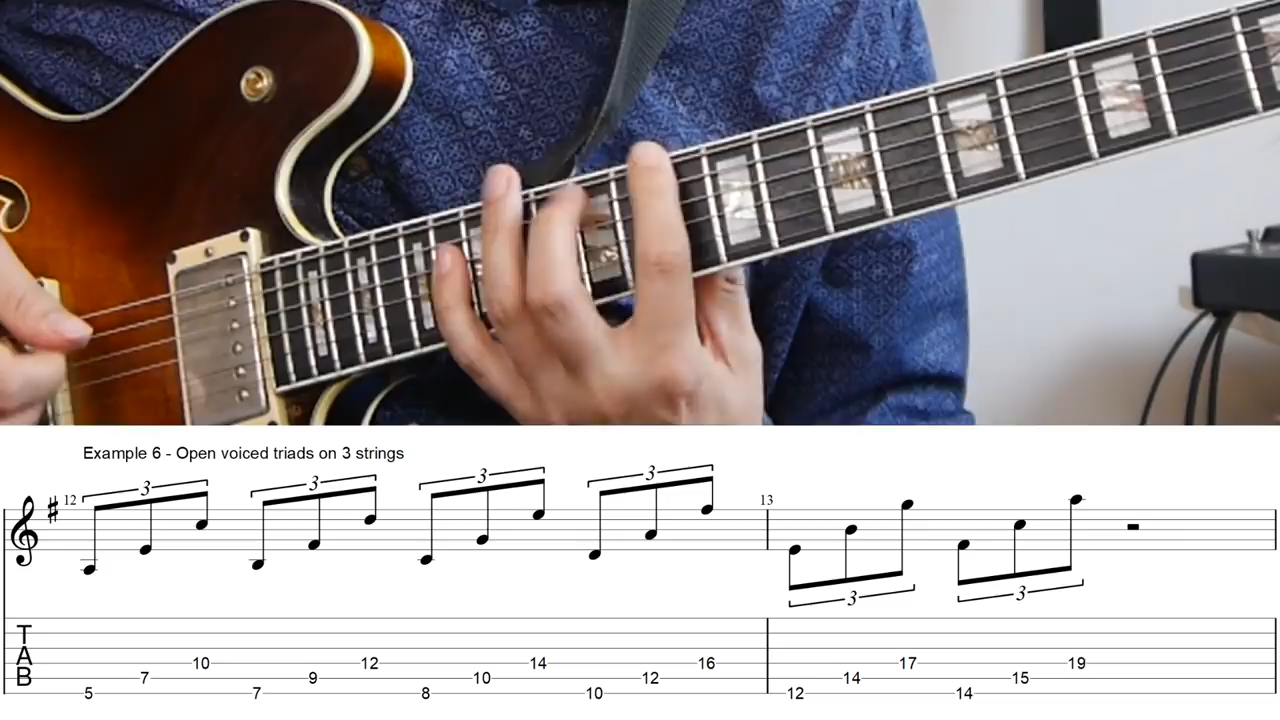 Example 6 - Open voiced triads on 3 strings
12 3 3 3 3 13
3 3
T
A 10 12 14 16 17 19
B 7 9 10 12 14 15
5 7 8 10 12 14